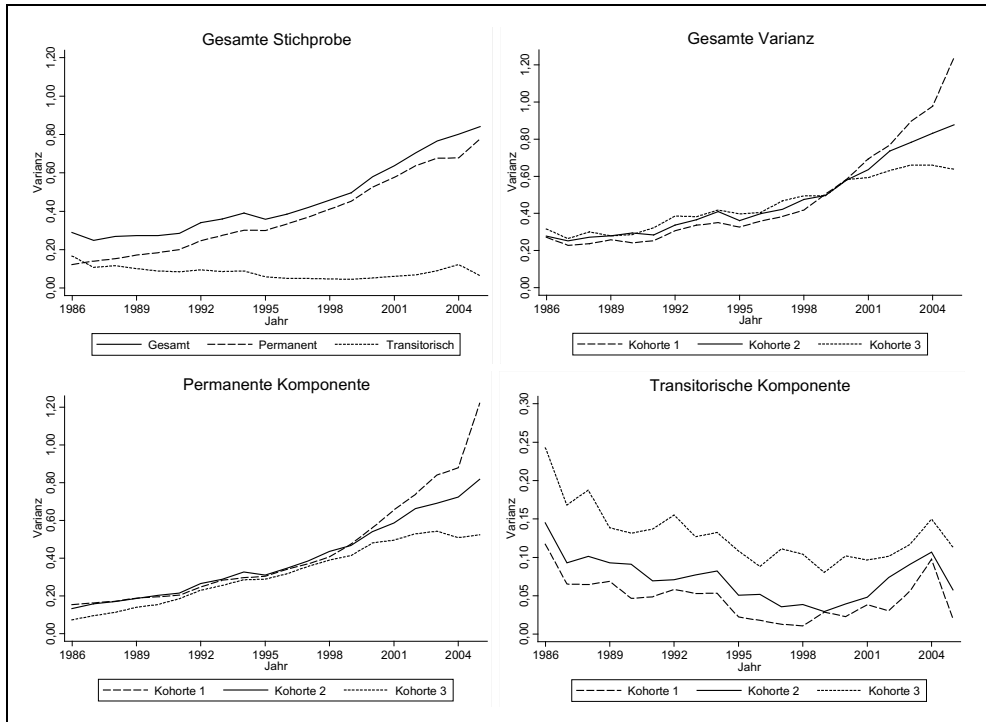 Gesamte Stichprobe
Varianz
0,00 0,20 0,40 0,60 0,80 1,00 1,20
1986 1989 1992 1995 1998 2001 2004
Jahr
Gesamt Permanent Transitorisch
Gesamte Varianz
Varianz
0,00 0,20 0,40 0,60 0,80 1,00 1,20
1986 1989 1992 1995 1998 2001 2004
Jahr
Kohorte 1 Kohorte 2 Kohorte 3
Permanente Komponente
Varianz
0,00 0,20 0,40 0,60 0,80 1,00 1,20
1986 1989 1992 1995 1998 2001 2004
Jahr
Kohorte 1 Kohorte 2 Kohorte 3
Transitorische Komponente
Varianz
0,00 0,05 0,10 0,15 0,20 0,25 0,30
1986 1989 1992 1995 1998 2001 2004
Jahr
Kohorte 1 Kohorte 2 Kohorte 3